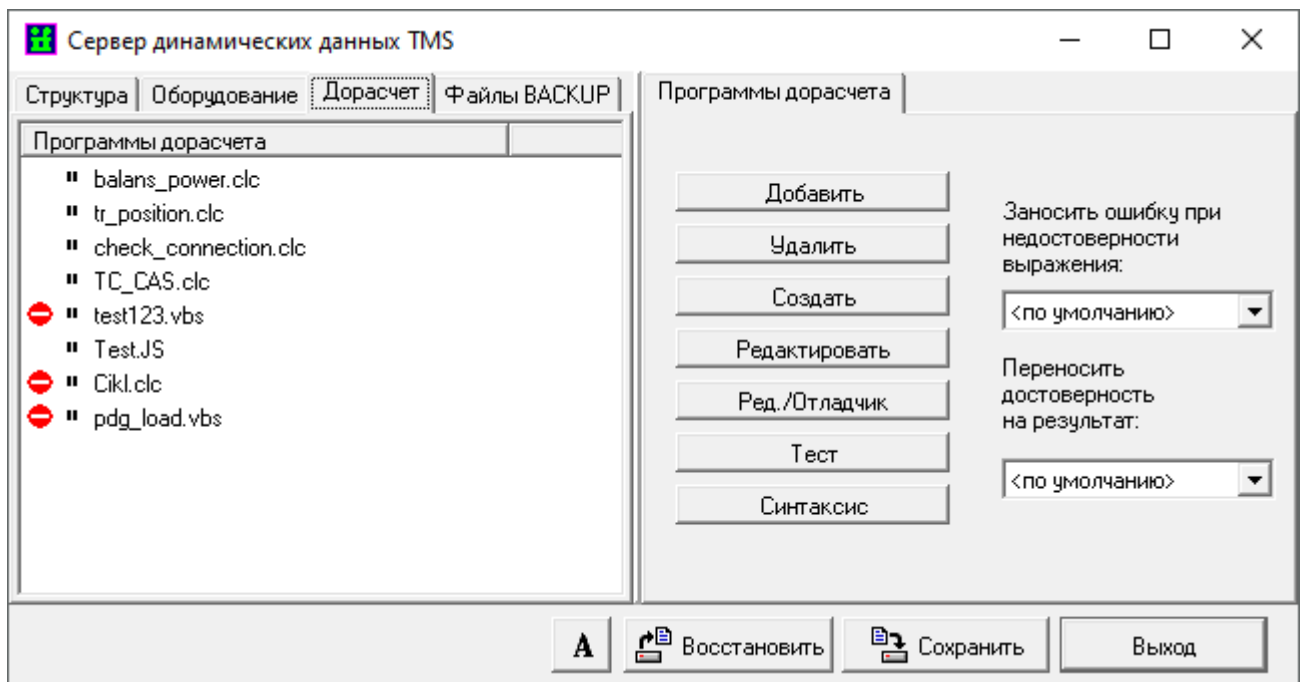 Сервер динамических данных TMS
Структура Оборудование Дорасчет Файлы BACKUP
Программы дорасчета
Программы дорасчета
balans_power.clc
tr_position.clc
check_connection.clc
TC_CAS.clc
test123.vbs
Test.JS
Cikl.clc
pdg_load.vbs
Добавить
Удалить
Создать
Редактировать
Ред./Отладчик
Тест
Синтаксис
Заносить ошибку при
недостоверности
выражения:
<по умолчанию>
Переносить
достоверность
на результат:
<по умолчанию>
A Восстановить Сохранить Выход